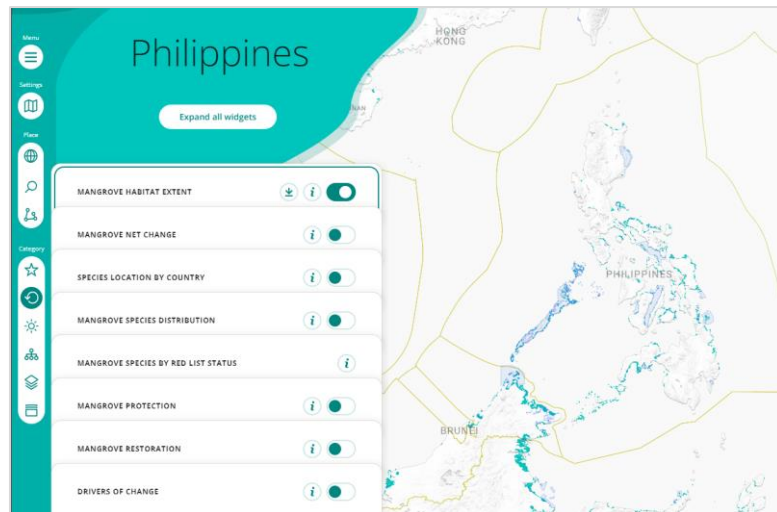 Menu
Settings
Place
Category
Philippines
Expand all widgets
MANGROVE HABITAT EXTENT
MANGROVE NET CHANGE
SPECIES LOCATION BY COUNTRY
MANGROVE SPECIES DISTRIBUTION
MANGROVE SPECIES BY RED LIST STATUS
MANGROVE PROTECTION
MANGROVE RESTORATION
DRIVERS OF CHANGE
HONG
KONG
NAN
PHILIPPINES
BRUNEI